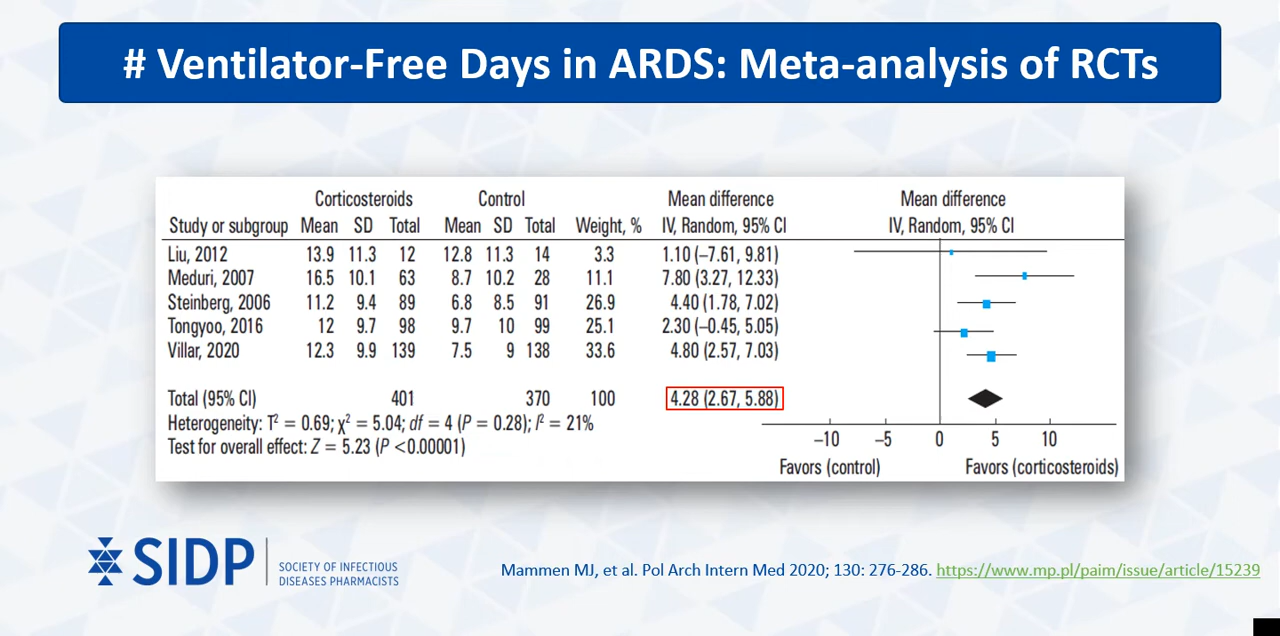 # Ventilator-Free Days in ARDS: Meta-analysis of RCTs
Corticosteroids Control Mean difference Mean difference
Study or subgroup Mean SD Total Mean SD Total Weight, % IV, Random, 95% CI IV, Random, 95% CI
Liu, 2012 13.9 11.3 12 12.8 11.3 14 3.3 1.10 (−7.61, 9.81)
Meduri, 2007 16.5 10.1 63 8.7 10.2 28 11.1 7.80 (3.27, 12.33)
Steinberg, 2006 11.2 9.4 89 6.8 8.5 91 26.9 4.40 (1.78, 7.02)
Tongyoo, 2016 12 9.7 98 9.7 10 99 25.1 2.30 (−0.45, 5.05)
Villar, 2020 12.3 9.9 139 7.5 9 138 33.6 4.80 (2.57, 7.03)
Total (95% CI) 401 370 100 4.28 (2.67, 5.88)
Heterogeneity: T² = 0.69; χ² = 5.04; df = 4 (P = 0.28); I² = 21%
Test for overall effect: Z = 5.23 (P <0.00001)
−10 −5 0 5 10
Favors (control) Favors (corticosteroids)
SIDP
SOCIETY OF INFECTIOUS
DISEASES PHARMACISTS
Mammen MJ, et al. Pol Arch Intern Med 2020; 130: 276-286. https://www.mp.pl/paim/issue/article/15239